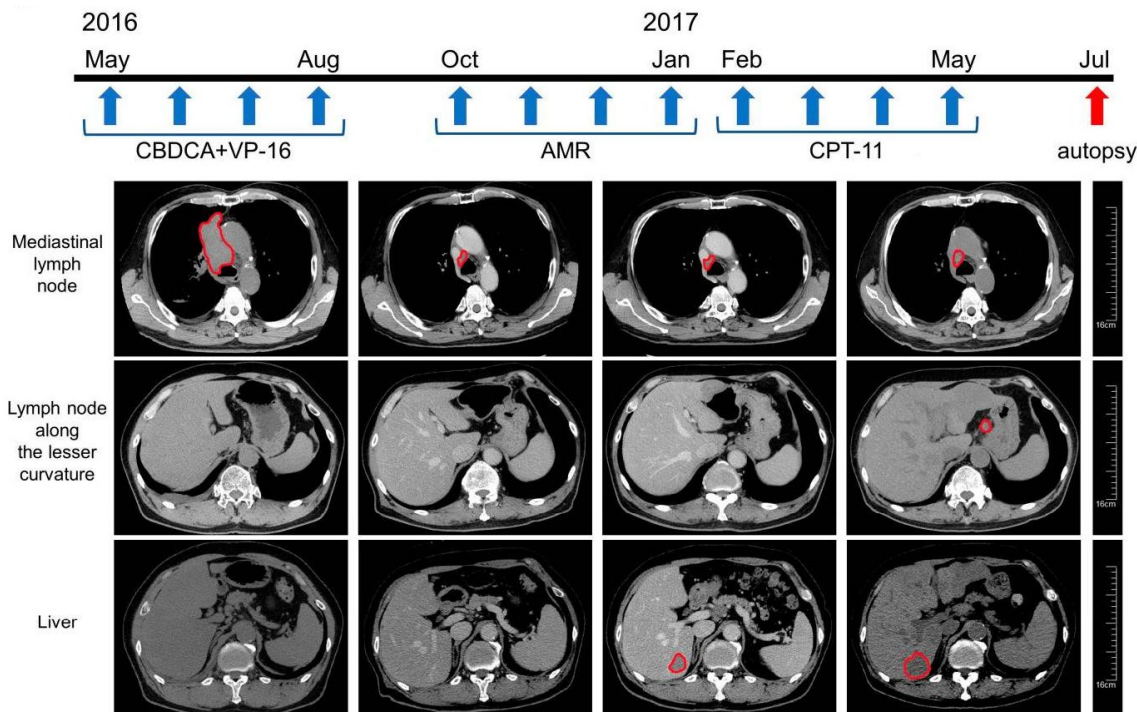 2016
2017
May
Aug
Oct
Jan
Feb
May
Jul
CBDCA+VP-16
AMR
CPT-11
autopsy
Mediastinal
lymph
node
16cm
Lymph node
along
the lesser
curvature
16cm
Liver
16cm